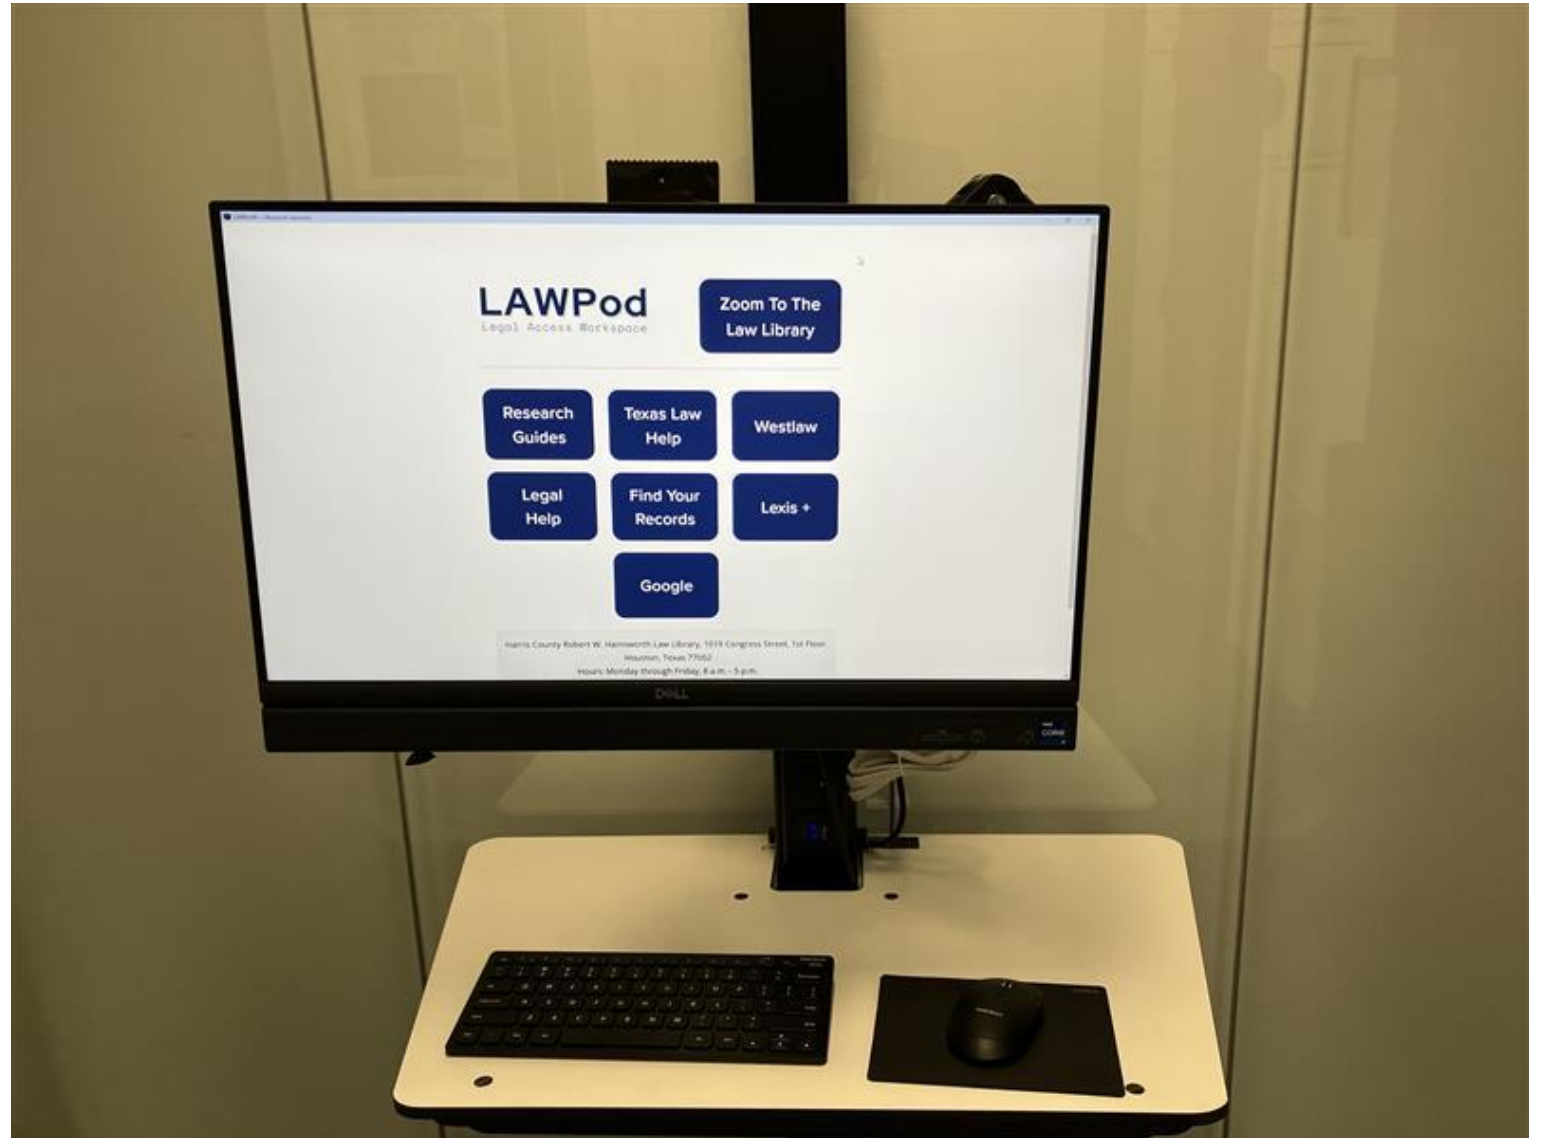 LAWPod
Legal Access Workspace
Zoom To The
Law Library
Research
Guides
Texas Law
Help
Westlaw
Legal
Help
Find Your
Records
Lexis +
Google
Harris County Robert W. Hainsworth Law Library, 1019 Congress Street, 1st Floor,
Houston, Texas 77002
Hours: Monday through Friday, 8 a.m. - 5 p.m.
DELL
CORE